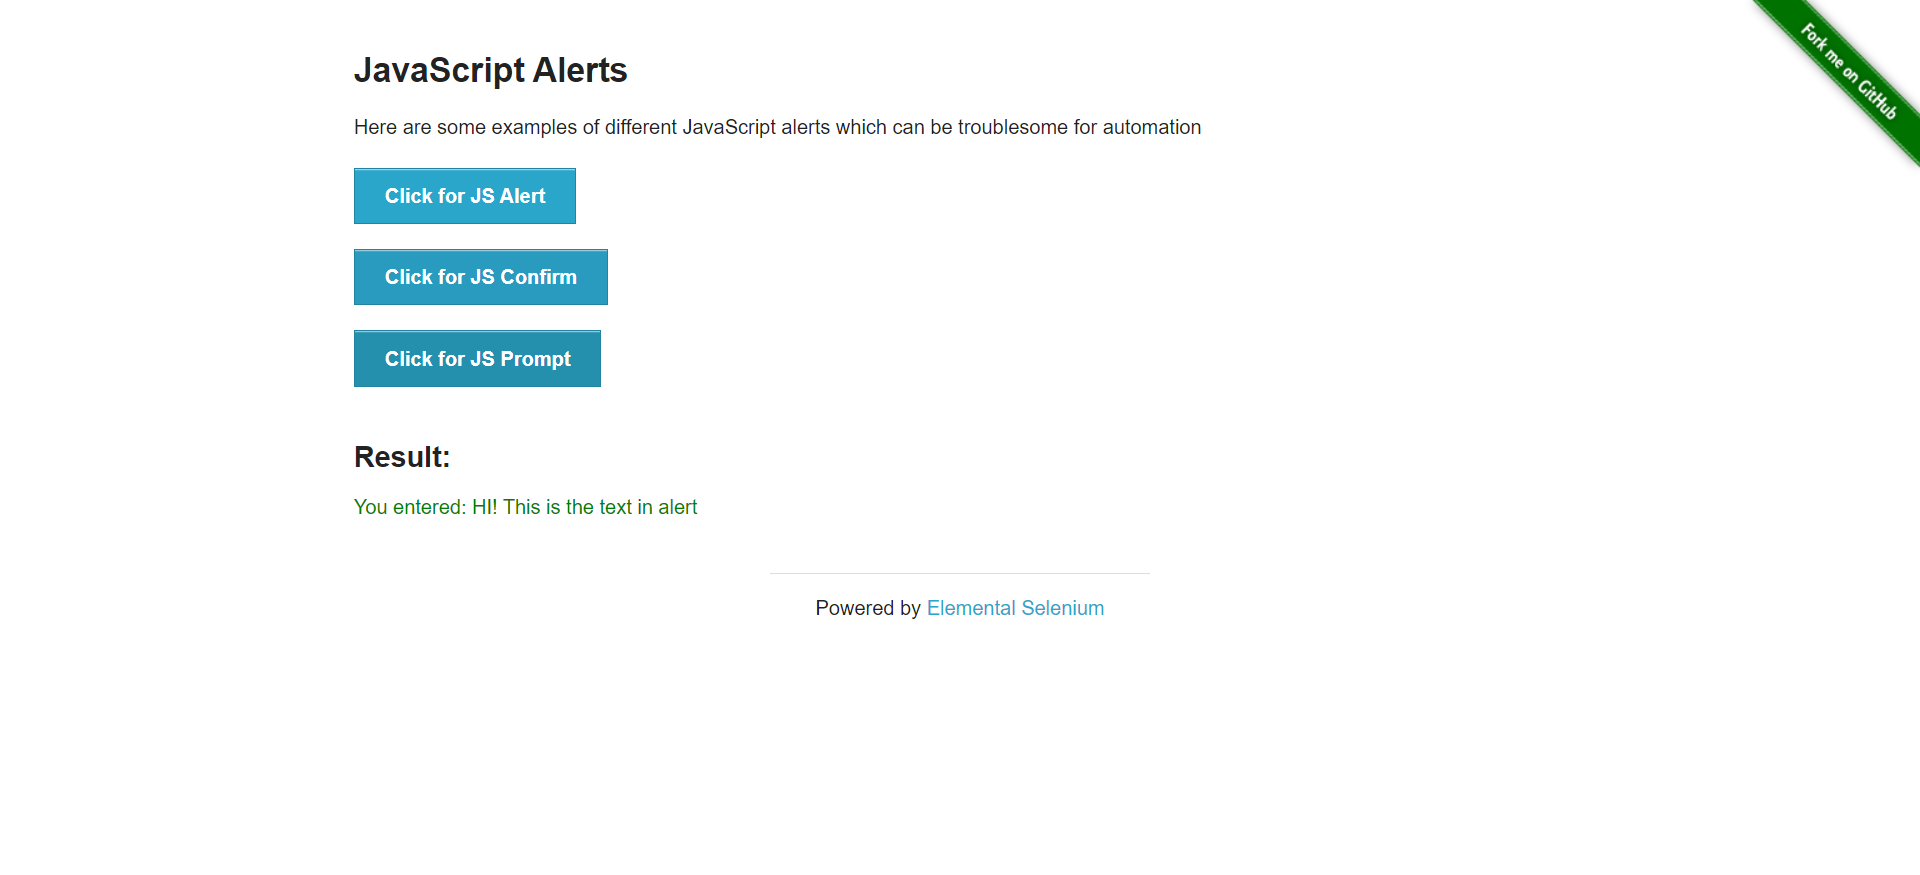 Fork me on GitHub
JavaScript Alerts
Here are some examples of different JavaScript alerts which can be troublesome for automation
Click for JS Alert
Click for JS Confirm
Click for JS Prompt
Result:
You entered: HI! This is the text in alert
Powered by Elemental Selenium